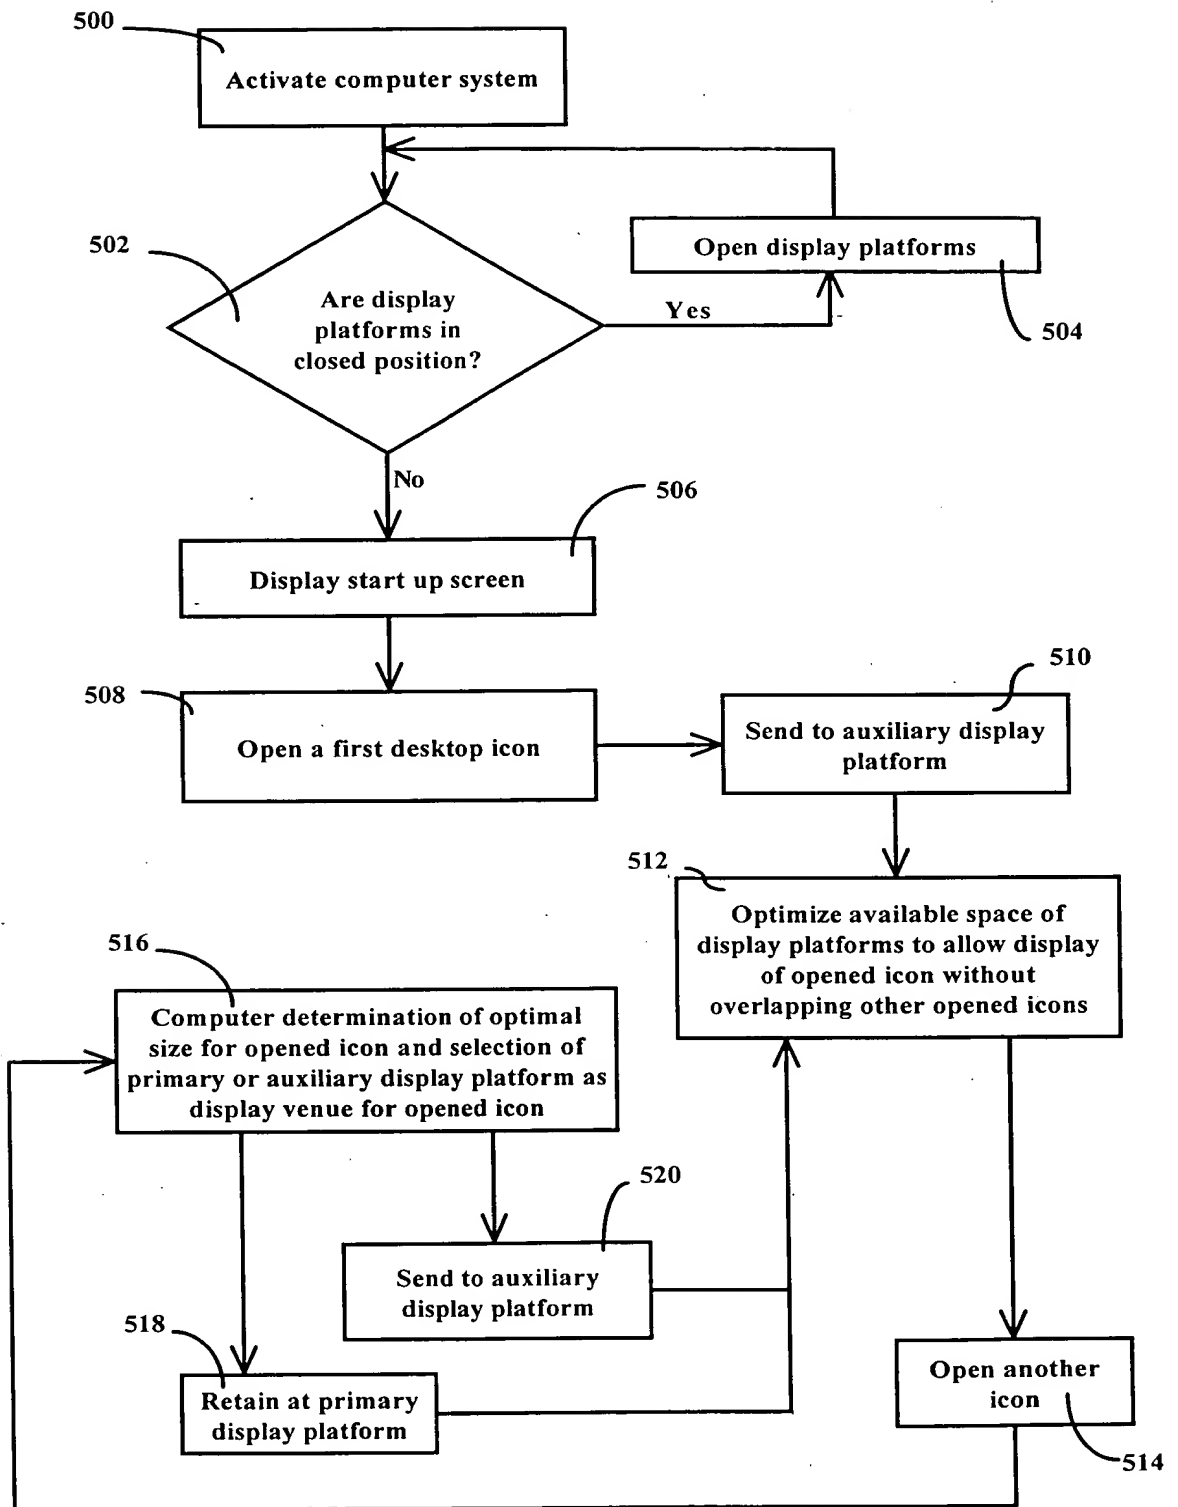 500
Activate computer system
502
Are display
platforms in
closed position?
Yes
Open display platforms
504
No
506
Display start up screen
508
Open a first desktop icon
510
Send to auxiliary display
platform
512
Optimize available space of
display platforms to allow display
of opened icon without
overlapping other opened icons
516
Computer determination of optimal
size for opened icon and selection of
primary or auxiliary display platform as
display venue for opened icon
520
Send to auxiliary
display platform
518
Retain at primary
display platform
Open another
icon
514